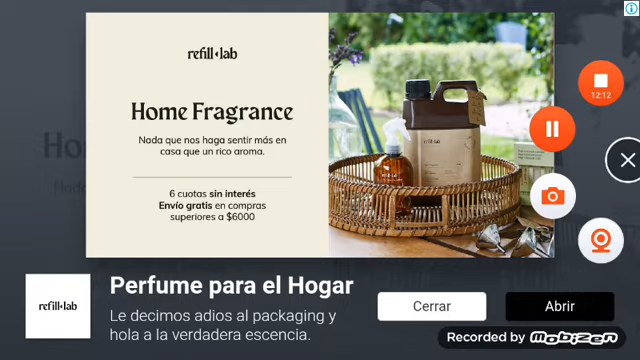 refill·lab
Home Fragrance
Nada que nos haga sentir más en
casa que un rico aroma.
6 cuotas sin interés
Envío gratis en compras
superiores a $6000
refill·lab
12:12
refill·lab
Perfume para el Hogar
Le decimos adios al packaging y
hola a la verdadera escencia.
Cerrar
Abrir
Recorded by mobizen